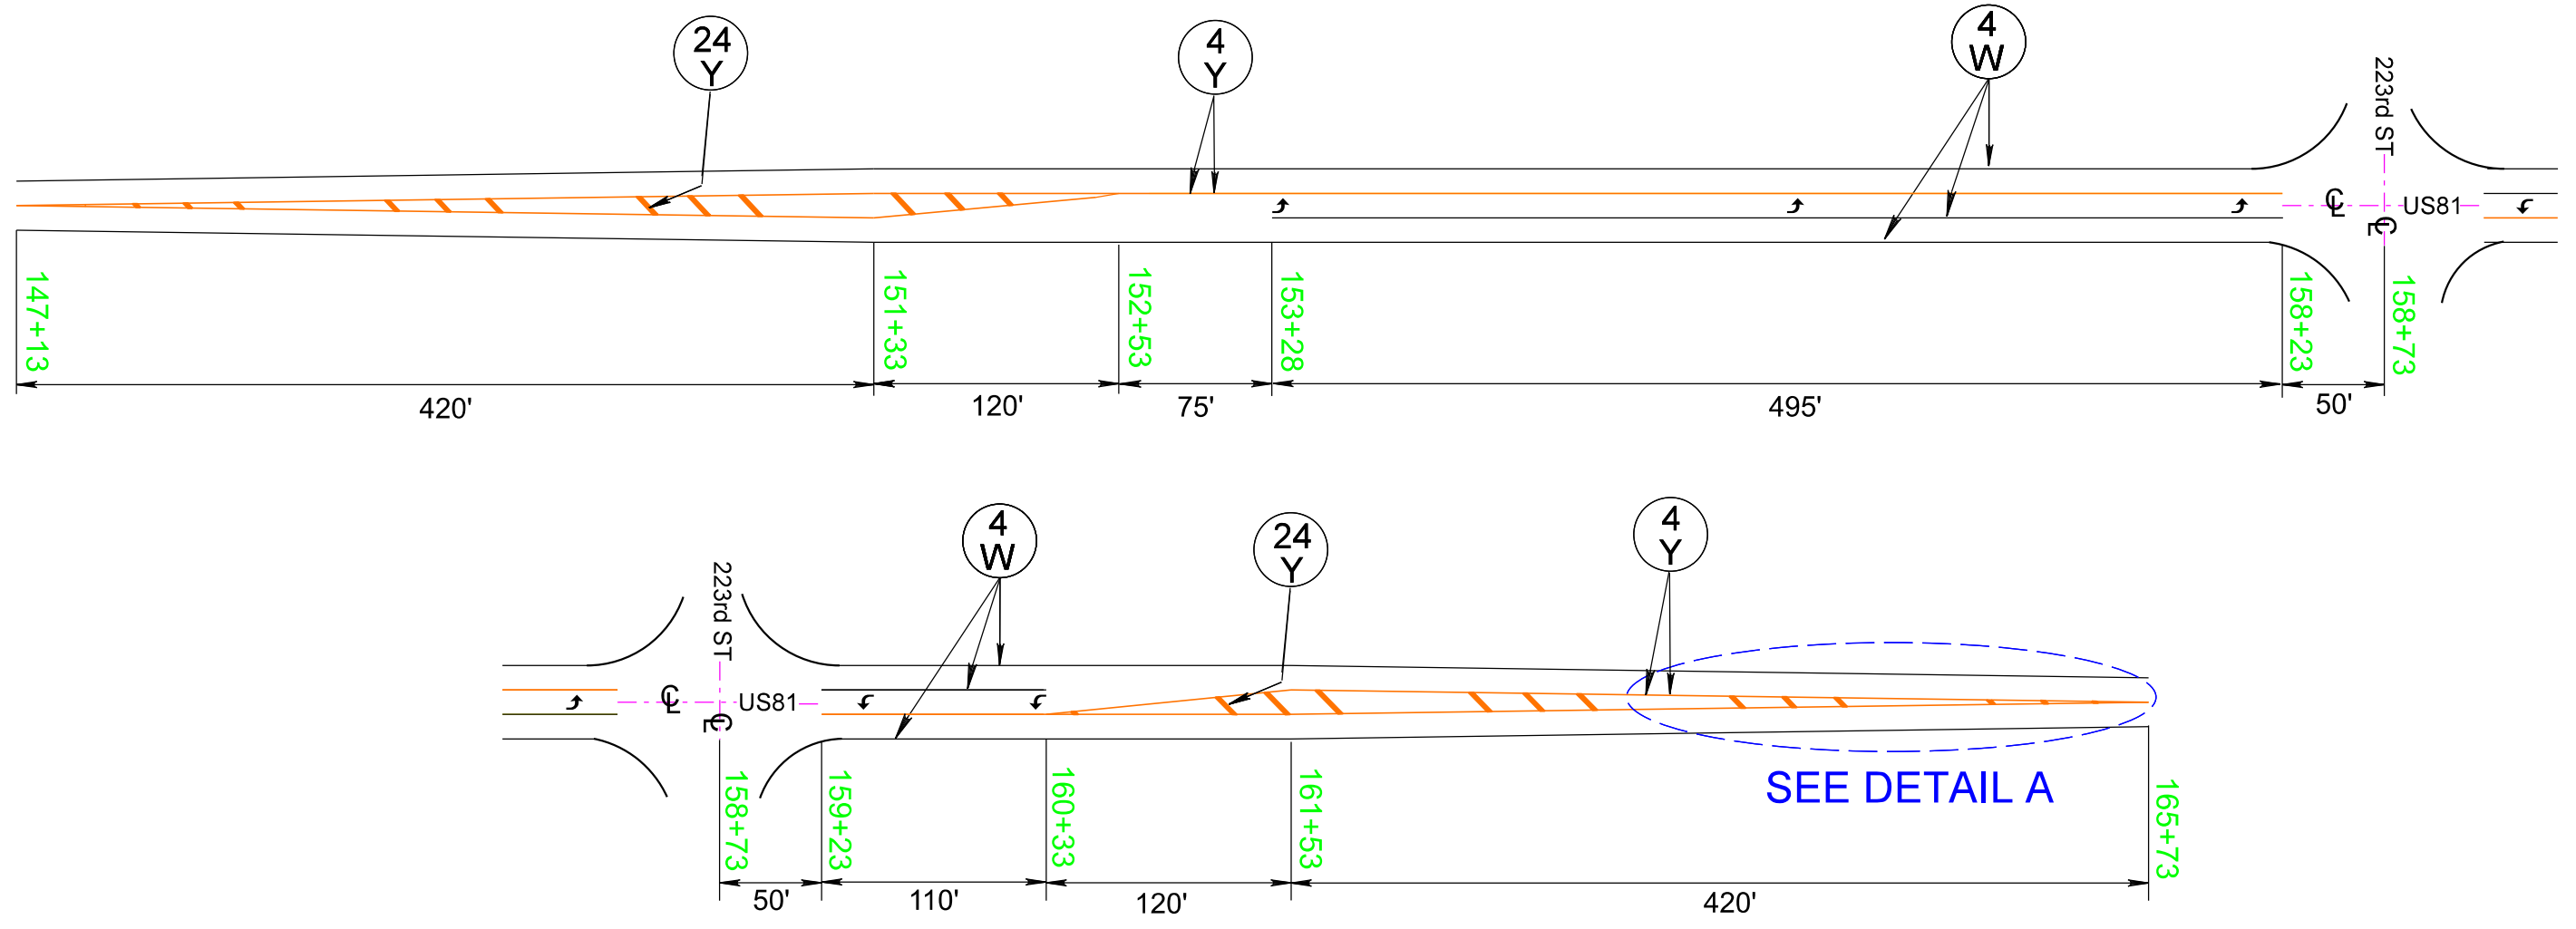 24
Y
4
Y
4
W
223rd ST
℄
US81
℄
147+13
151+33
152+53
153+28
158+23
158+73
420'
120'
75'
495'
50'
4
W
24
Y
4
Y
223rd ST
℄
US81
℄
SEE DETAIL A
158+73
159+23
160+33
161+53
165+73
50'
110'
120'
420'